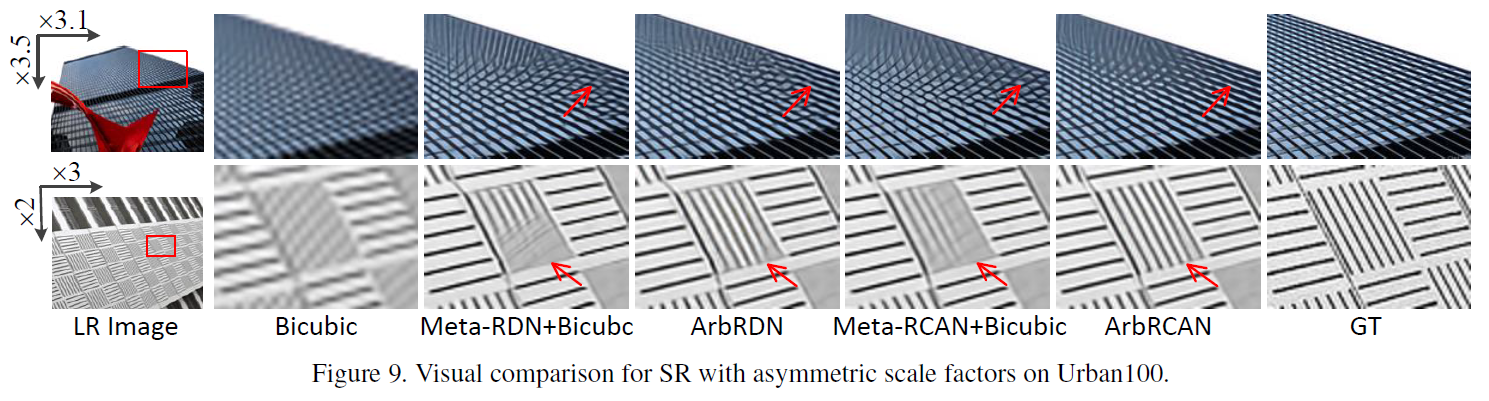 ×3.1
×3.5
×3
×2
LR Image Bicubic Meta-RDN+Bicubc ArbRDN Meta-RCAN+Bicubic ArbRCAN GT
Figure 9. Visual comparison for SR with asymmetric scale factors on Urban100.